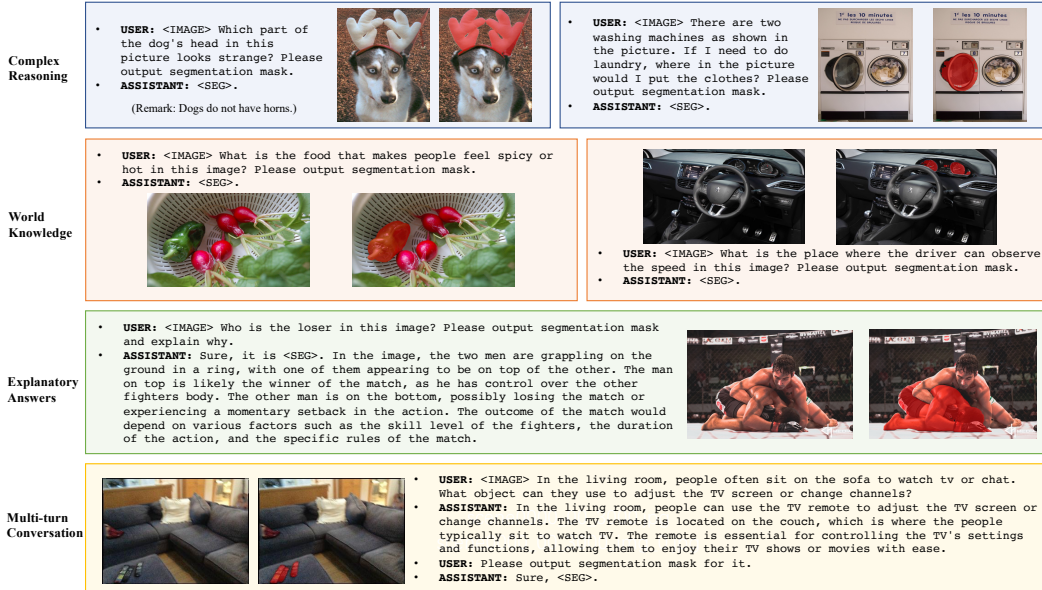 Complex
Reasoning
• USER: <IMAGE> Which part of
the dog's head in this
picture looks strange? Please
output segmentation mask.
• ASSISTANT: <SEG>.
(Remark: Dogs do not have horns.)
• USER: <IMAGE> There are two
washing machines as shown in
the picture. If I need to do
laundry, where in the picture
would I put the clothes? Please
output segmentation mask.
• ASSISTANT: <SEG>.
1" les 10 minutes
1" les 10 minutes
World
Knowledge
• USER: <IMAGE> What is the food that makes people feel spicy or
hot in this image? Please output segmentation mask.
• ASSISTANT: <SEG>.
• USER: <IMAGE> What is the place where the driver can observe
the speed in this image? Please output segmentation mask.
• ASSISTANT: <SEG>.
Explanatory
Answers
• USER: <IMAGE> Who is the loser in this image? Please output segmentation mask
and explain why.
• ASSISTANT: Sure, it is <SEG>. In the image, the two men are grappling on the
ground in a ring, with one of them appearing to be on top of the other. The man
on top is likely the winner of the match, as he has control over the other
fighters body. The other man is on the bottom, possibly losing the match or
experiencing a momentary setback in the action. The outcome of the match would
depend on various factors such as the skill level of the fighters, the duration
of the action, and the specific rules of the match.
Multi-turn
Conversation
• USER: <IMAGE> In the living room, people often sit on the sofa to watch tv or chat.
What object can they use to adjust the TV screen or change channels?
• ASSISTANT: In the living room, people can use the TV remote to adjust the TV screen or
change channels. The TV remote is located on the couch, which is where the people
typically sit to watch TV. The remote is essential for controlling the TV's settings
and functions, allowing them to enjoy their TV shows or movies with ease.
• USER: Please output segmentation mask for it.
• ASSISTANT: Sure, <SEG>.